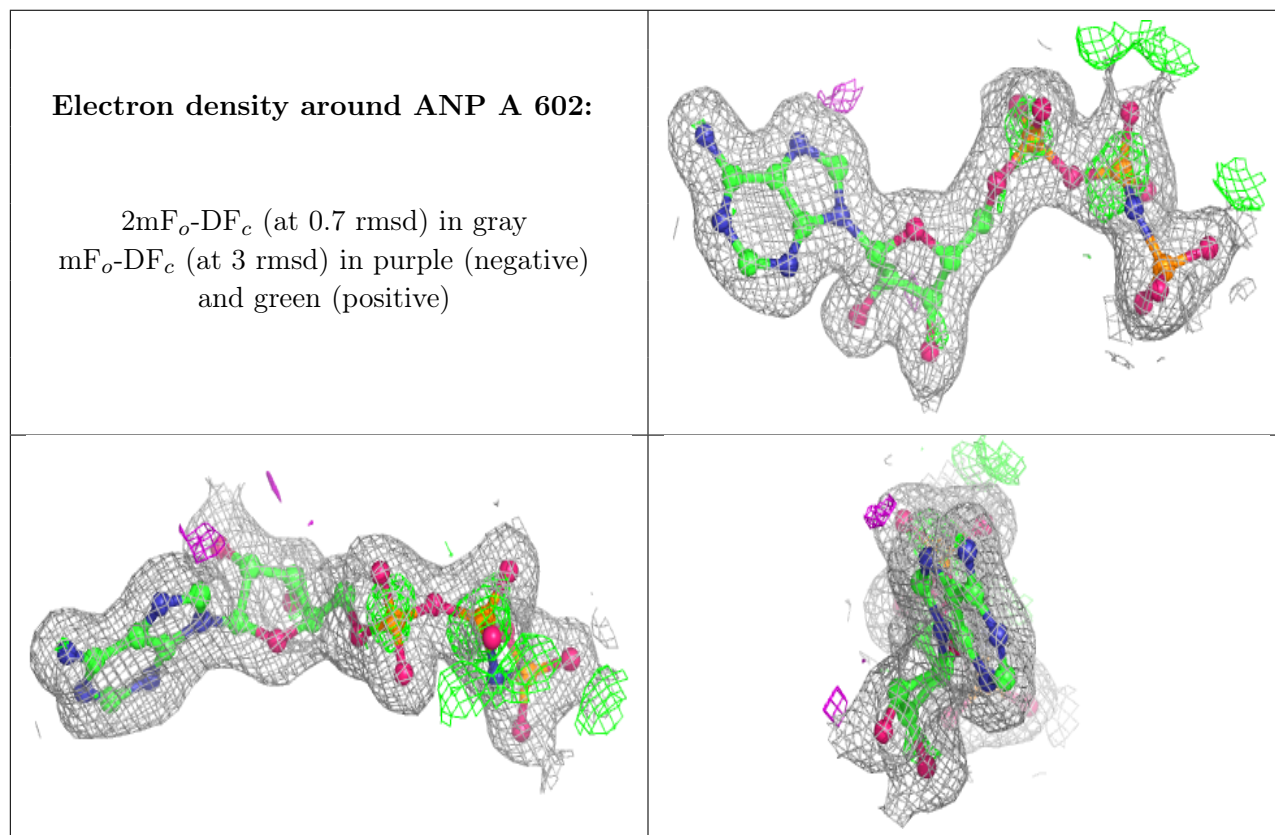 Electron density around ANP A 602:
2mFₒ-DF𝒸 (at 0.7 rmsd) in gray
mFₒ-DF𝒸 (at 3 rmsd) in purple (negative)
and green (positive)